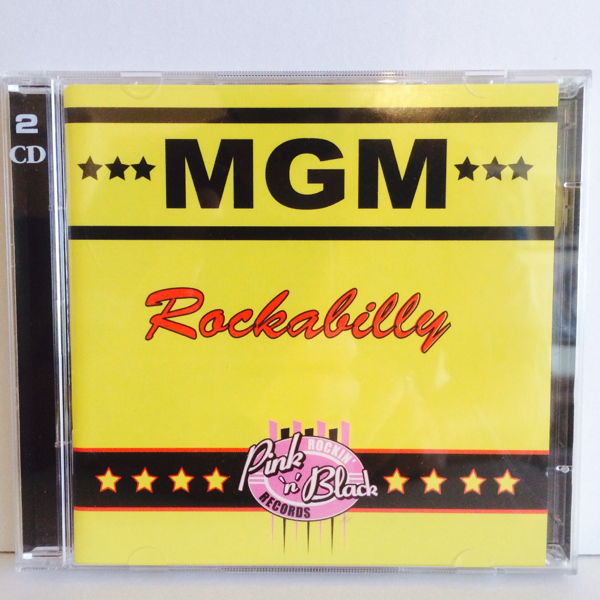 2
CD
MGM
Rockabilly
ROCKIN'
Pink
'n' Black
RECORDS